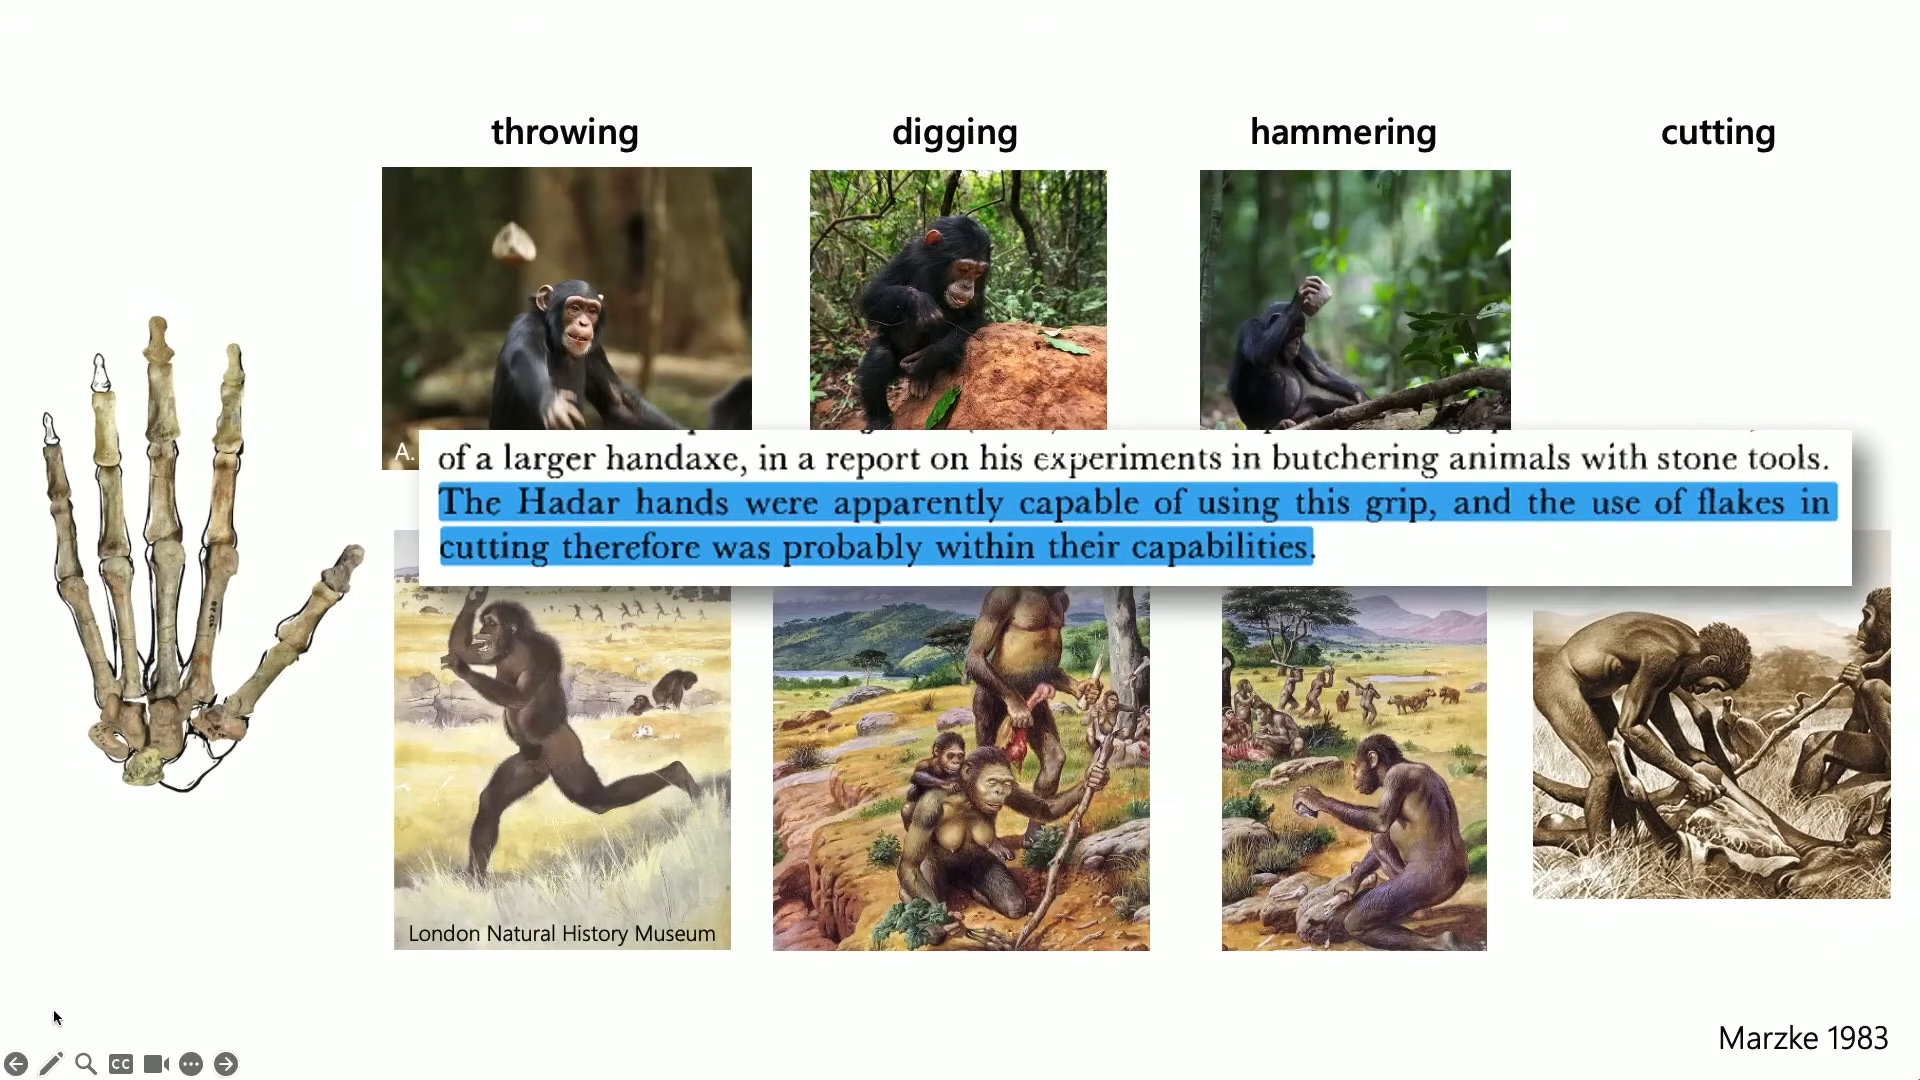 throwing
digging
hammering
cutting
A.
of a larger handaxe, in a report on his experiments in butchering animals with stone tools.
The Hadar hands were apparently capable of using this grip, and the use of flakes in
cutting therefore was probably within their capabilities.
London Natural History Museum
Marzke 1983
CC